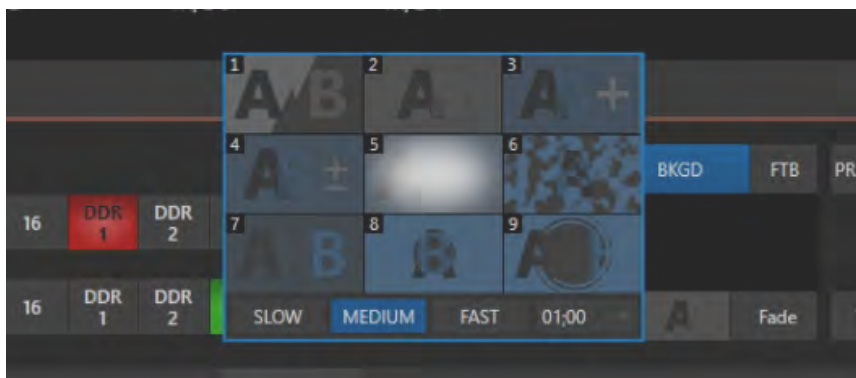 1 A B 2 A 3 A +
4 A ± 5 6
BKGD FTB PR
7 A B 8 B 9 A
16 DDR 1 DDR 2
16 DDR 1 DDR 2
SLOW MEDIUM FAST 01;00 A Fade